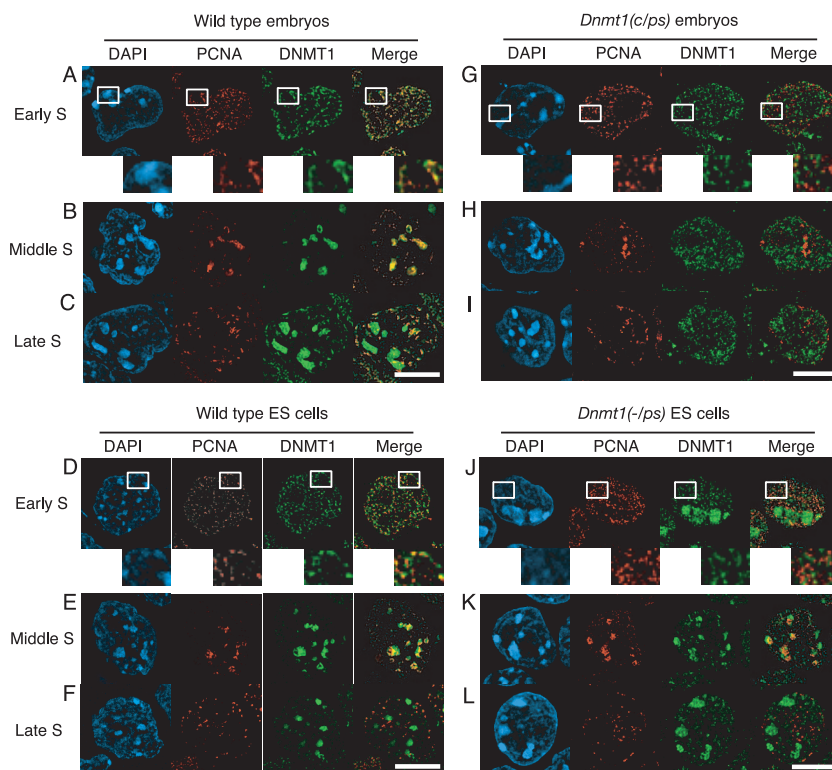 Wild type embryos
DAPI PCNA DNMT1 Merge
A
Early S
B
Middle S
C
Late S
Dnmt1(c/ps) embryos
DAPI PCNA DNMT1 Merge
G
H
I
Wild type ES cells
DAPI PCNA DNMT1 Merge
D
Early S
E
Middle S
F
Late S
Dnmt1(-/ps) ES cells
DAPI PCNA DNMT1 Merge
J
K
L